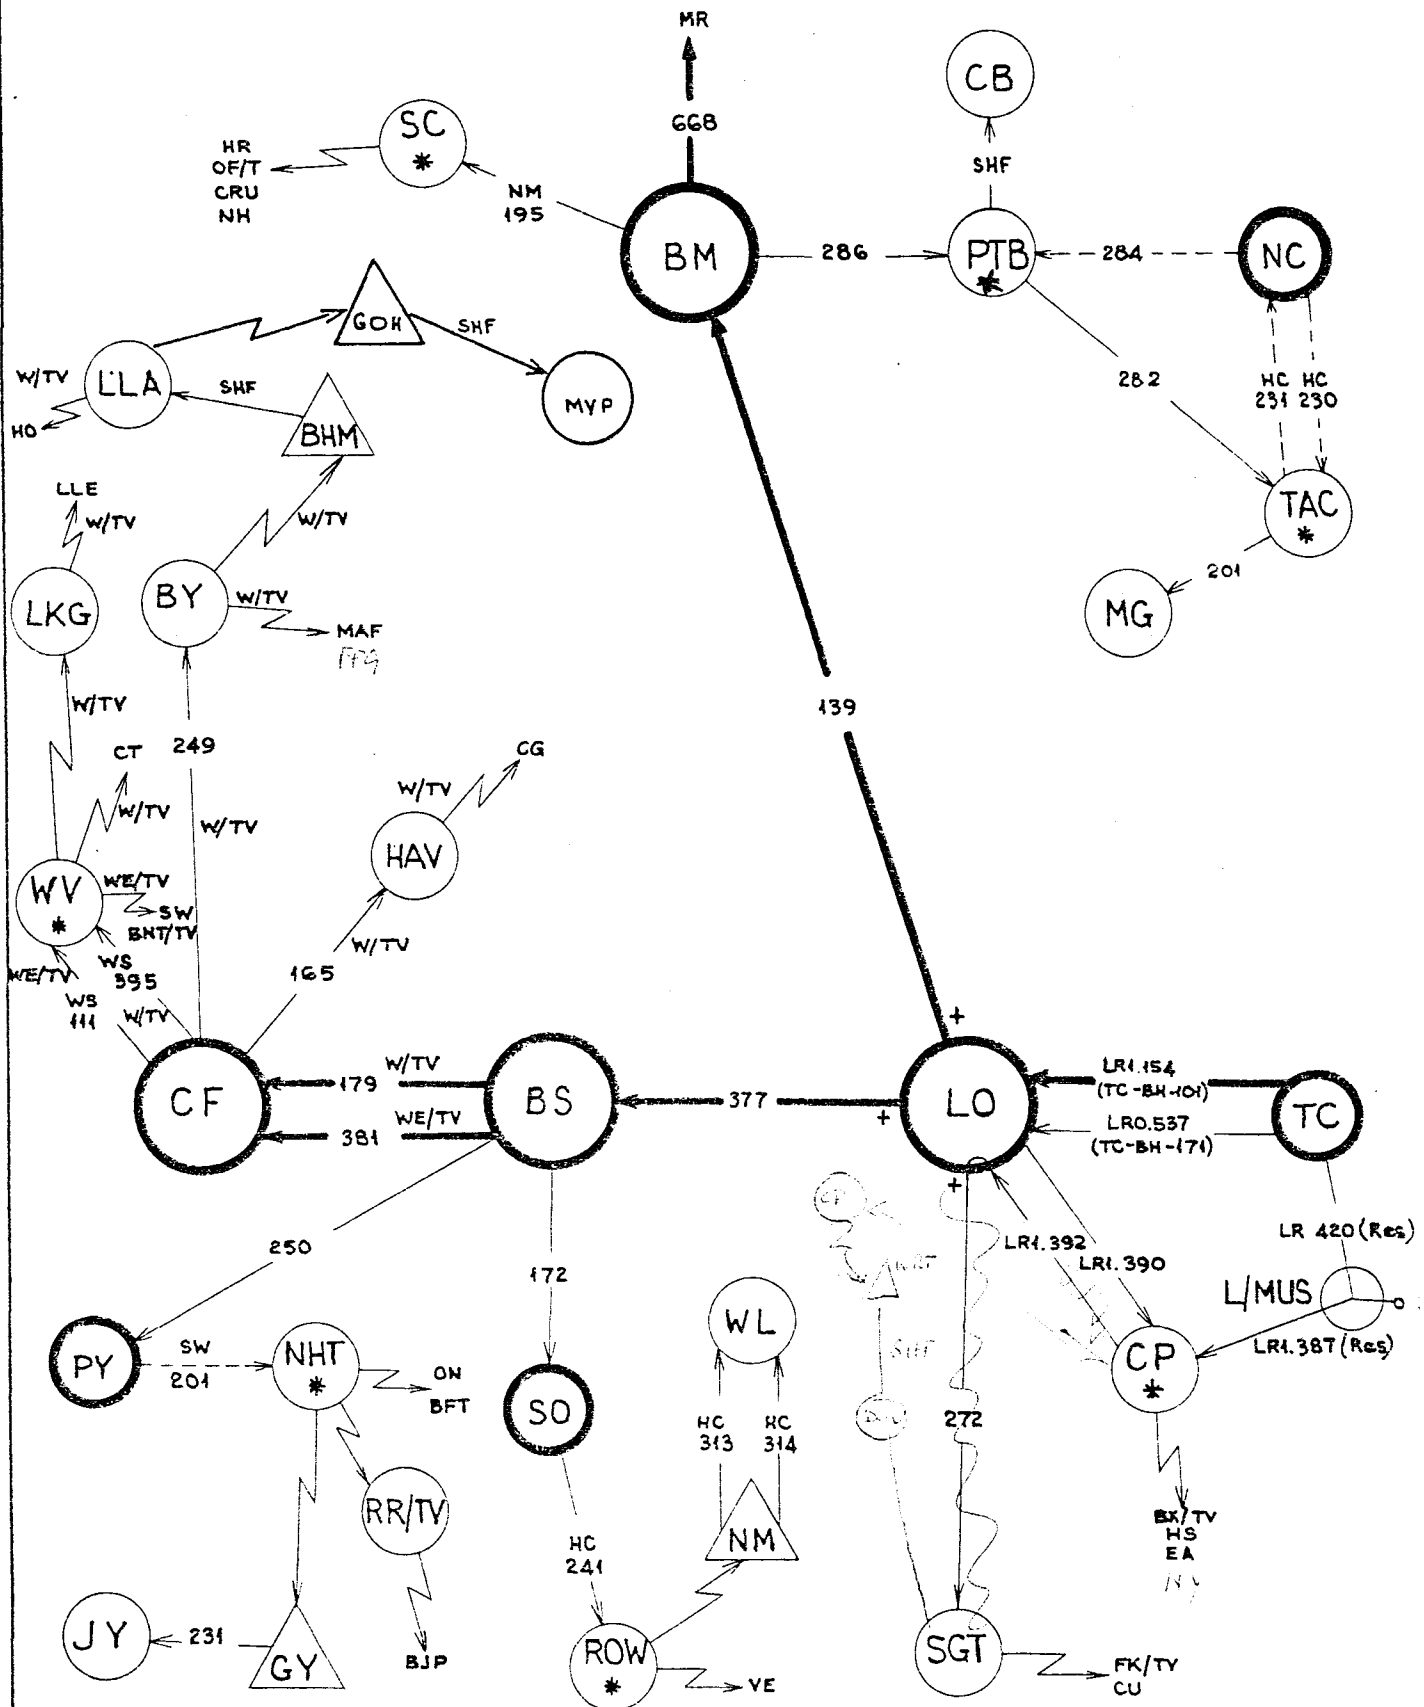 MR
668
CB
SHF
SC
*
HR
OF/T
CRU
NH
NM
195
BM
286
PTB
*
284
NC
282
HC
231
HC
230
TAC
*
201
MG
GOH
SHF
MYP
LLA
W/TV
HO
SHF
BHM
LLE
W/TV
W/TV
LKG
BY
W/TV
MAF
W/TV
249
W/TV
CT
W/TV
CG
W/TV
HAV
WV
*
WE/TV
SW
BNT/TV
WE/TV
WS
395
WS
111
W/TV
165
W/TV
139
+
CF
179
W/TV
381
WE/TV
BS
377
+
LO
+
LR1.154
(TC-BH-101)
LR0.537
(TC-BH-171)
TC
250
172
LR1.392
LR1.390
LR 420 (Res)
L/MUS
LR1.387 (Res)
CP
*
CP
SHF
WL
PY
SW
201
NHT
*
ON
BFT
SO
HC
313
HC
314
272
RR/TV
NM
BX/TV
HS
EA
HC
241
JY
231
GY
BJP
ROW
*
VE
SGT
FK/TY
CU